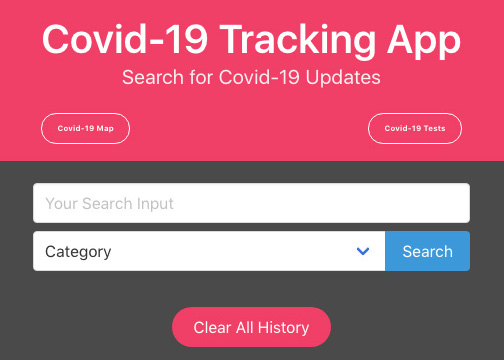 Covid-19 Tracking App
Search for Covid-19 Updates
Covid-19 Map
Covid-19 Tests
Your Search Input
Category
Search
Clear All History